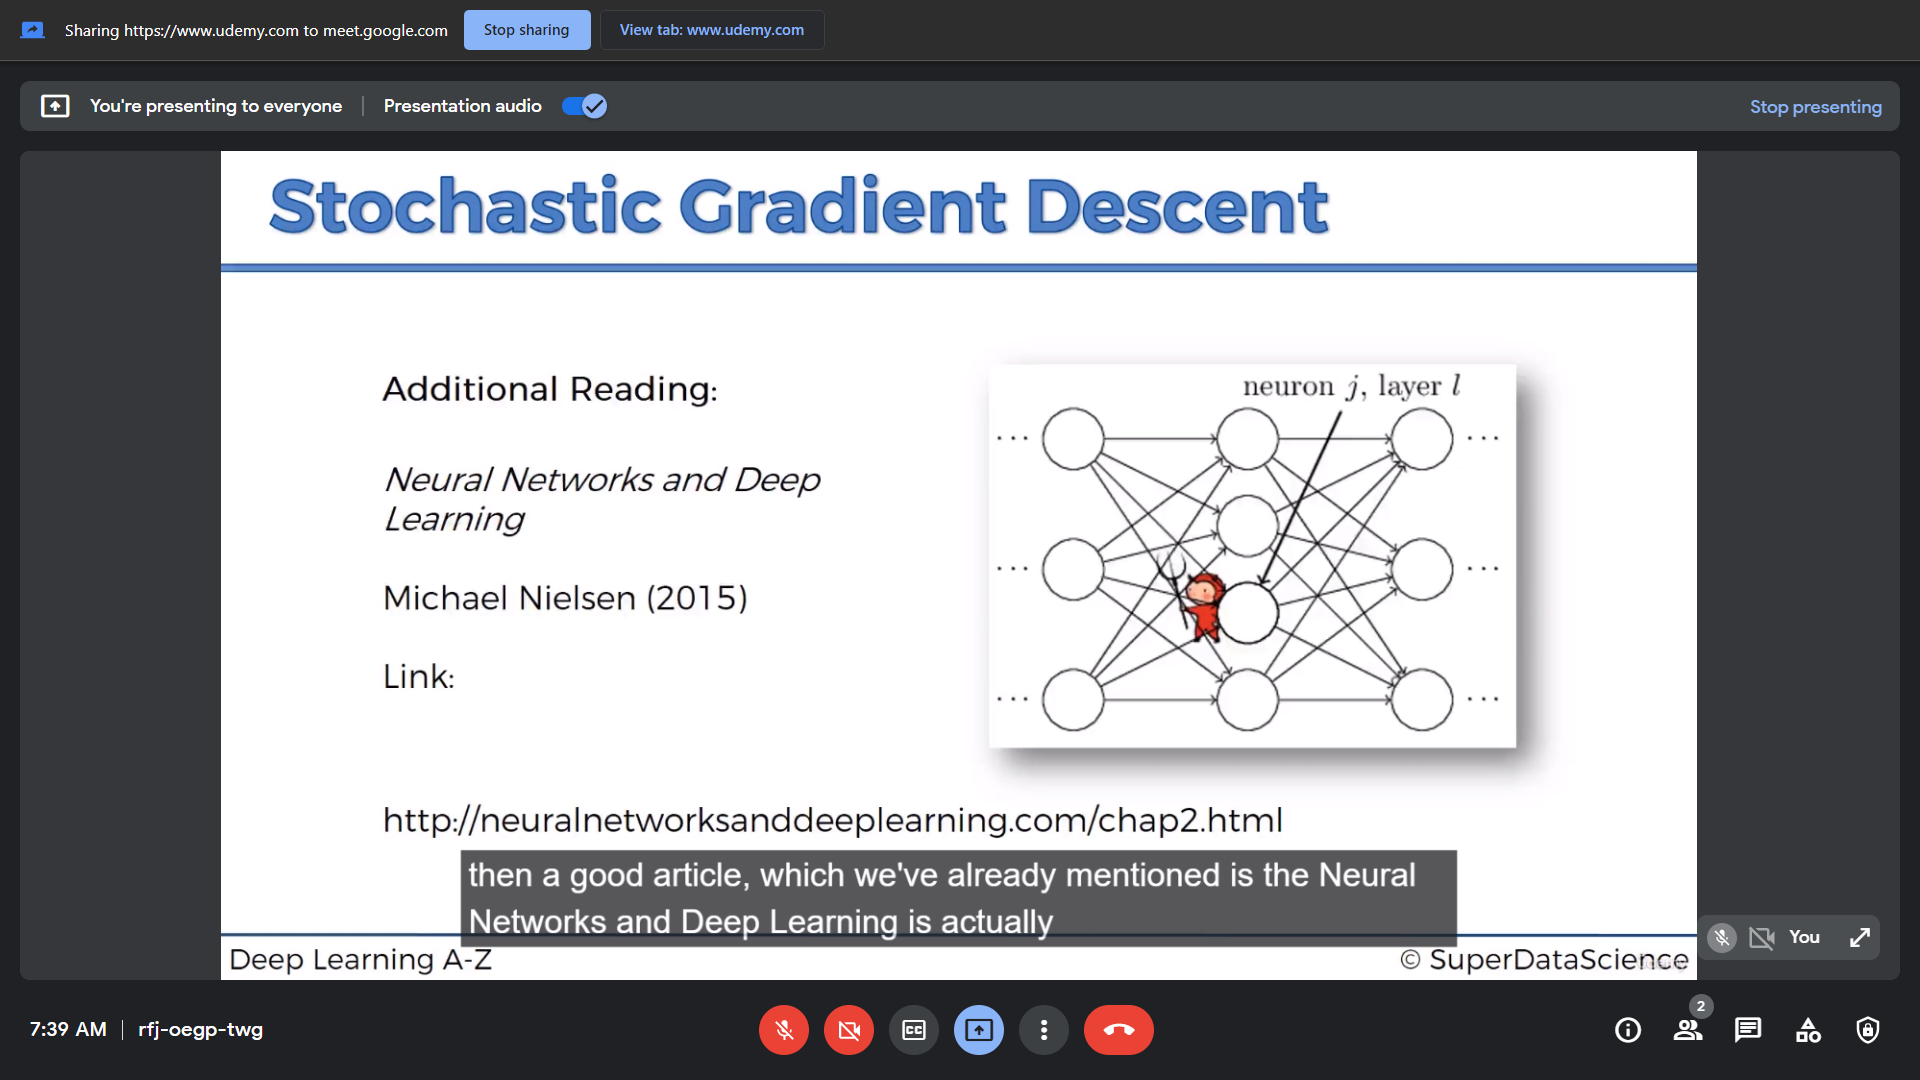 Sharing https://www.udemy.com to meet.google.com
Stop sharing
View tab: www.udemy.com
You're presenting to everyone
Presentation audio
Stop presenting
Stochastic Gradient Descent
Additional Reading:
Neural Networks and Deep
Learning
Michael Nielsen (2015)
Link:
neuron j, layer l
...
...
...
...
...
...
http://neuralnetworksanddeeplearning.com/chap2.html
then a good article, which we've already mentioned is the Neural
Networks and Deep Learning is actually
Deep Learning A-Z
© SuperDataScience
You
7:39 AM
rfj-oegp-twg
CC
2